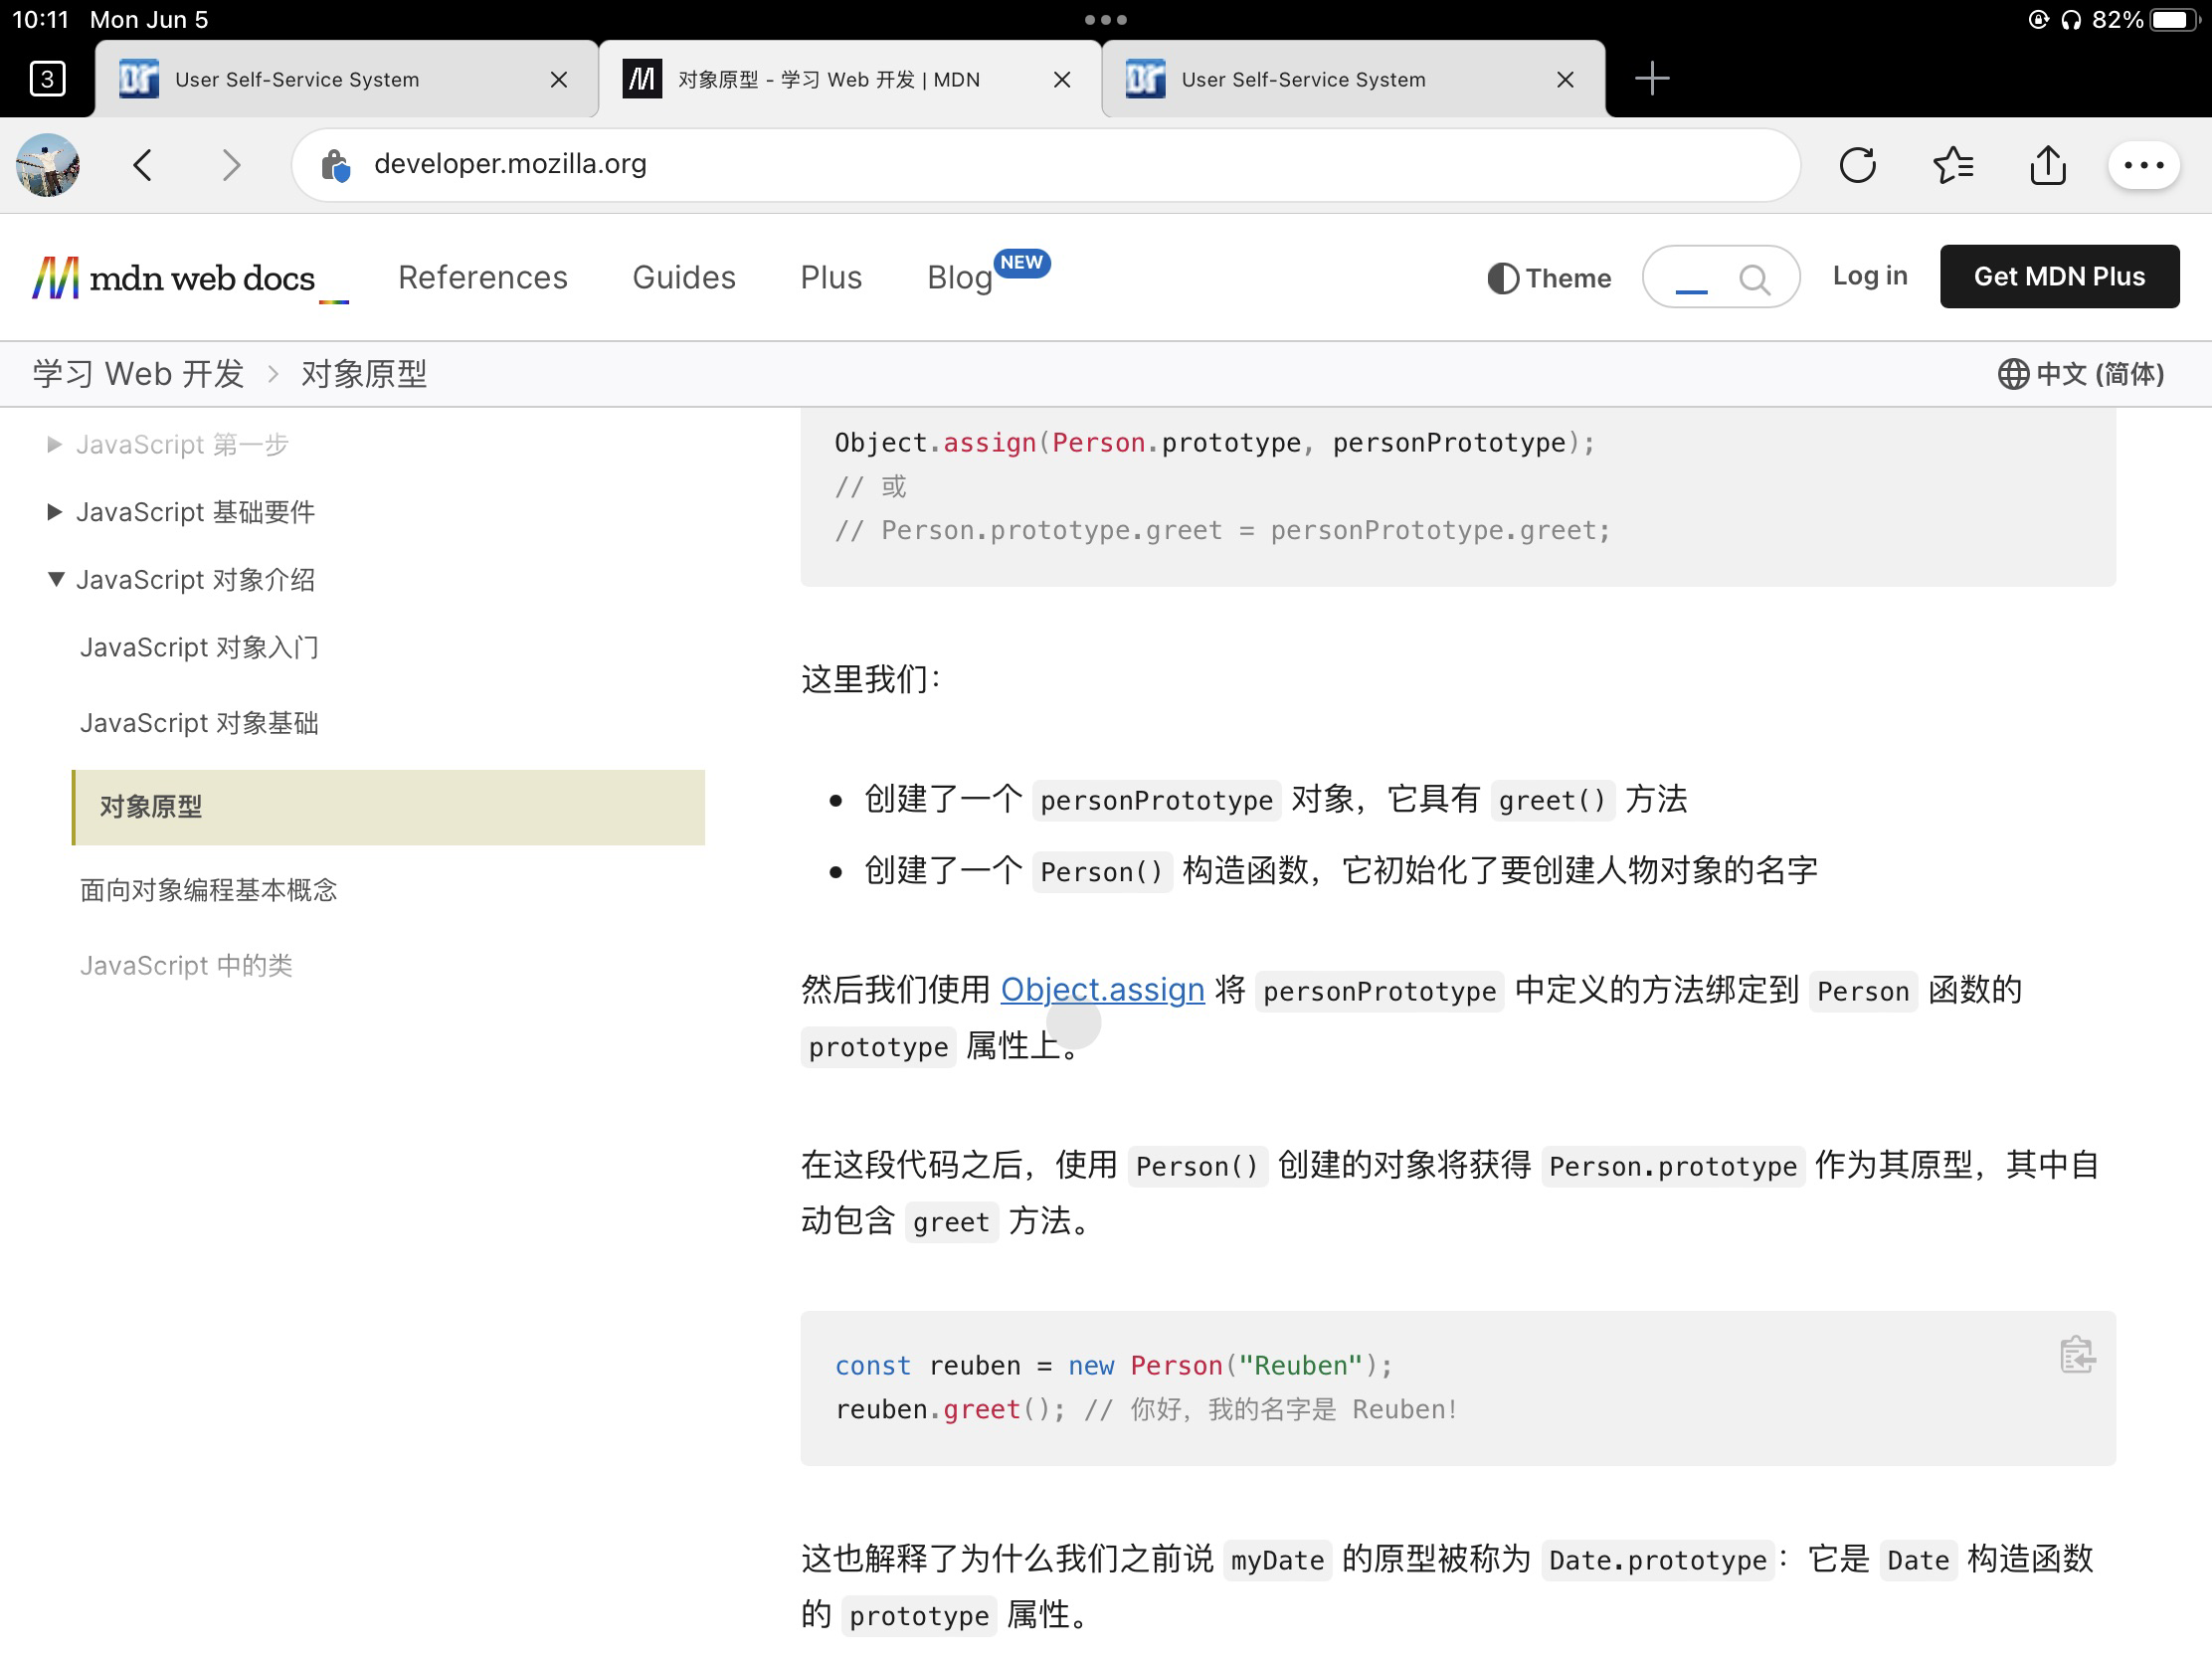 10:11 Mon Jun 5
82%
3
User Self-Service System
对象原型 - 学习 Web 开发 | MDN
User Self-Service System
developer.mozilla.org
mdn web docs
References
Guides
Plus
Blog
NEW
Theme
Log in
Get MDN Plus
学习 Web 开发 > 对象原型
中文 (简体)
JavaScript 第一步
JavaScript 基础要件
JavaScript 对象介绍
JavaScript 对象入门
JavaScript 对象基础
对象原型
面向对象编程基本概念
JavaScript 中的类
Object.assign(Person.prototype, personPrototype);
// 或
// Person.prototype.greet = personPrototype.greet;
这里我们：
创建了一个 personPrototype 对象，它具有 greet() 方法
创建了一个 Person() 构造函数，它初始化了要创建人物对象的名字
然后我们使用 Object.assign 将 personPrototype 中定义的方法绑定到 Person 函数的
prototype 属性上。
在这段代码之后，使用 Person() 创建的对象将获得 Person.prototype 作为其原型，其中自
动包含 greet 方法。
const reuben = new Person("Reuben");
reuben.greet(); // 你好，我的名字是 Reuben!
这也解释了为什么我们之前说 myDate 的原型被称为 Date.prototype：它是 Date 构造函数
的 prototype 属性。